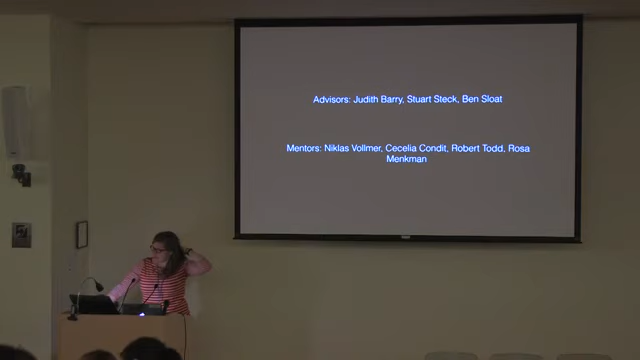 Advisors: Judith Barry, Stuart Steck, Ben Sloat
Mentors: Niklas Vollmer, Cecelia Condit, Robert Todd, Rosa
Menkman